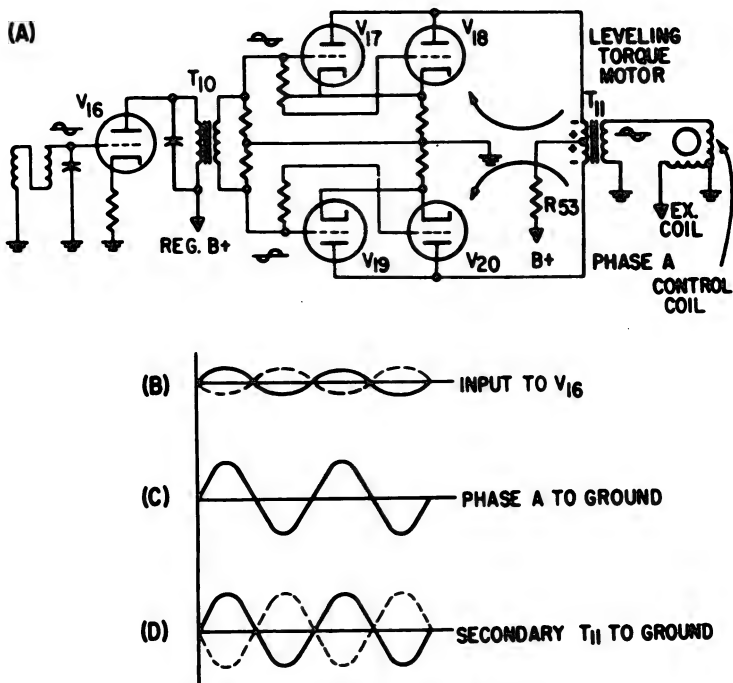 (A)
V17
V18
LEVELING
TORQUE
MOTOR
V16
T10
T11
R53
REG. B+
V19
V20
B+
EX.
COIL
PHASE A
CONTROL
COIL
(B)
INPUT TO V16
(C)
PHASE A TO GROUND
(D)
SECONDARY T11 TO GROUND